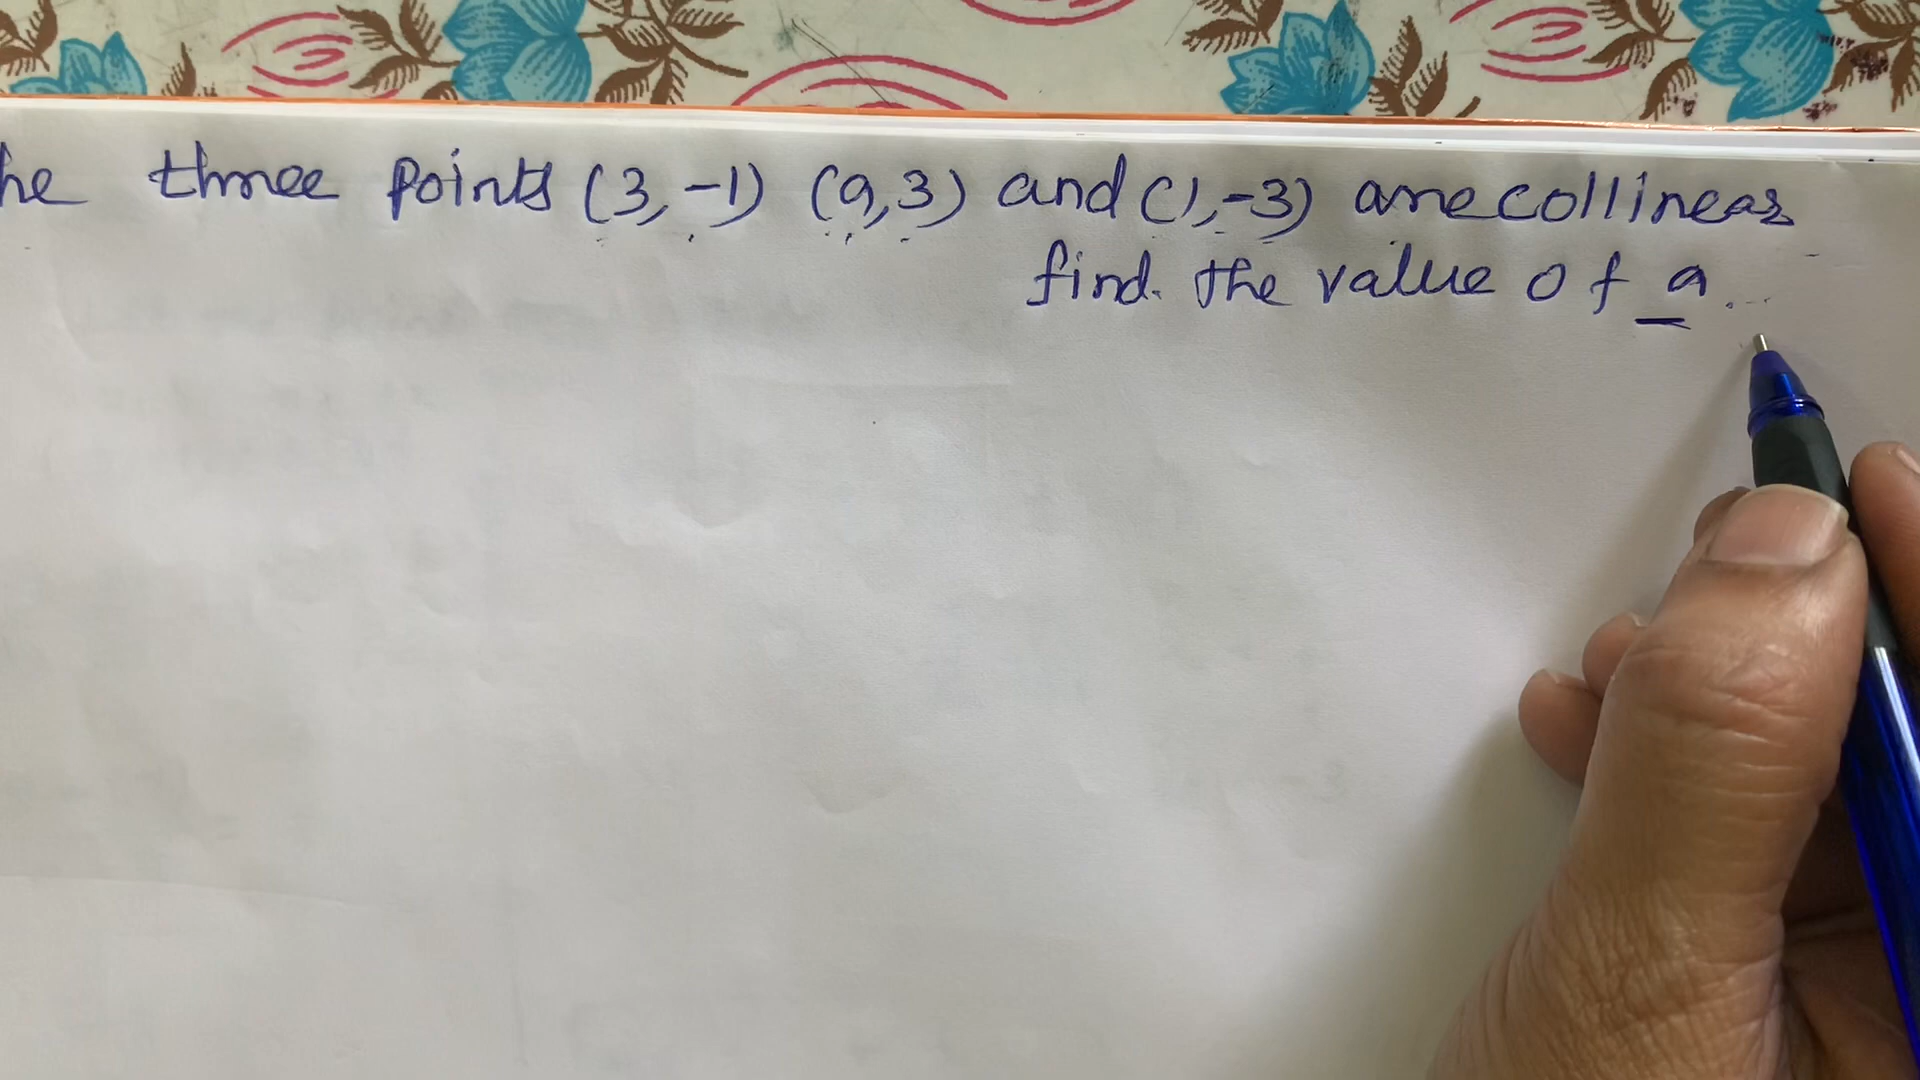 he three points (3,-1) (a,3) and (1,-3) are collinear
find the value of a.